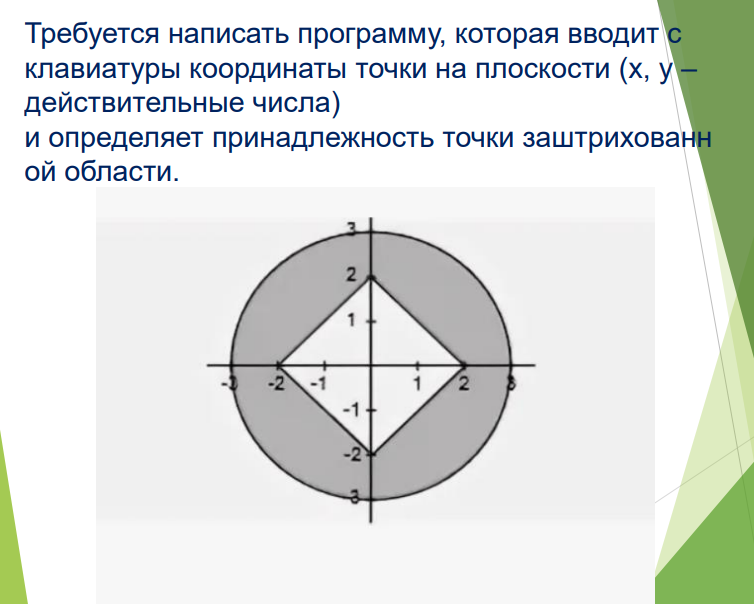 Требуется написать программу, которая вводит с
клавиатуры координаты точки на плоскости (x, y –
действительные числа)
и определяет принадлежность точки заштрихованн
ой области.
3
2
1
-3 -2 -1 1 2 3
-1
-2
3